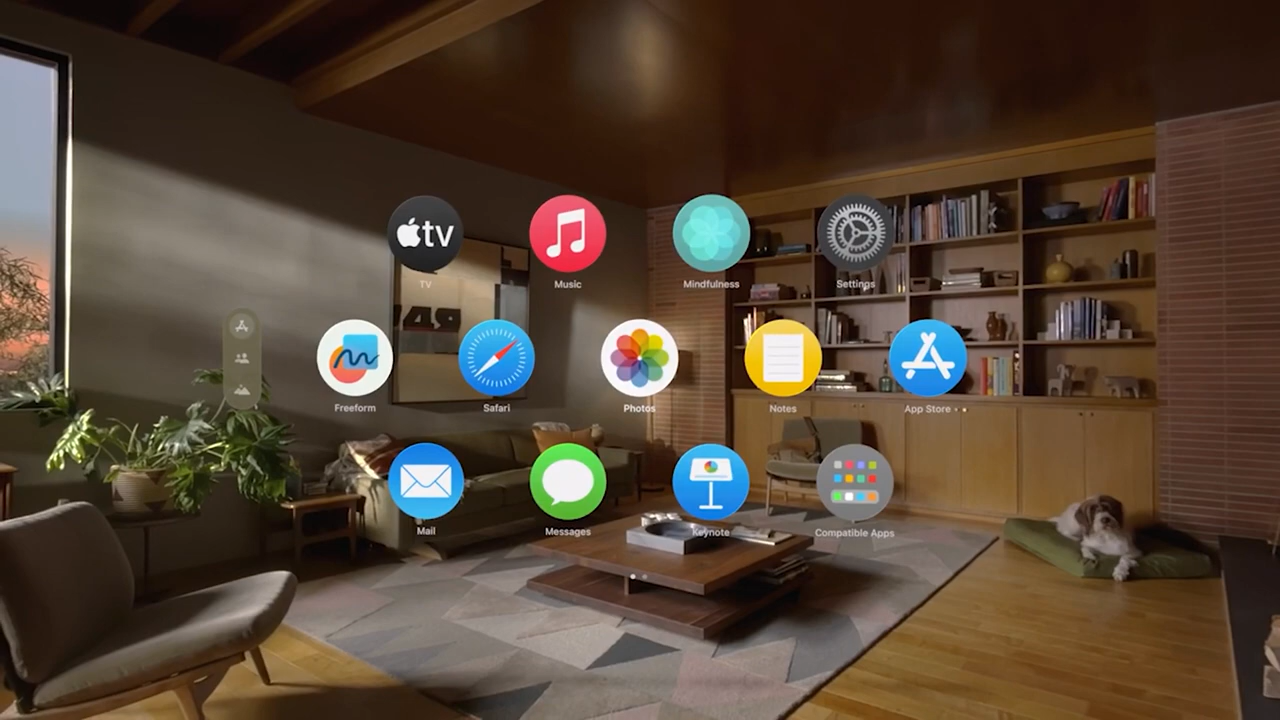 tv
TV
Music
Mindfulness
Settings
Freeform
Safari
Photos
Notes
App Store
Mail
Messages
Keynote
Compatible Apps